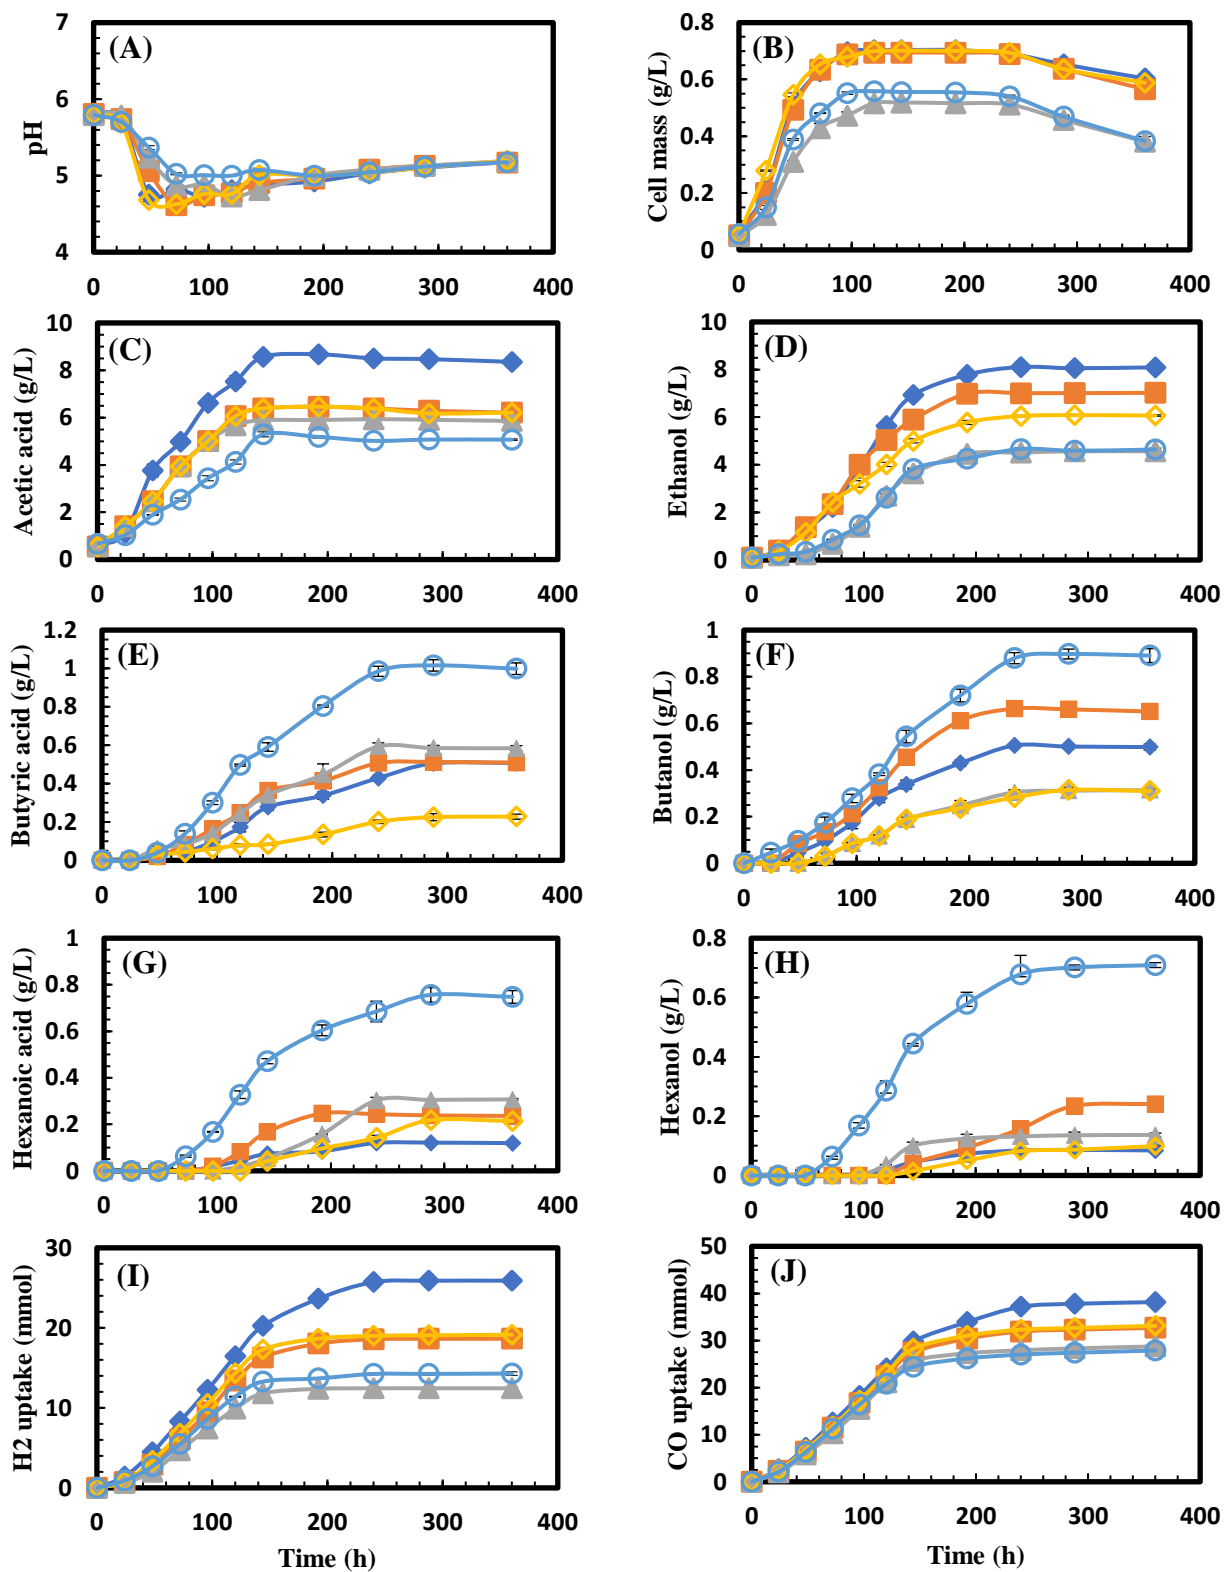 (A)
pH
7
6
5
4
0 100 200 300 400
(B)
Cell mass (g/L)
0.8
0.6
0.4
0.2
0
0 100 200 300 400
(C)
Acetic acid (g/L)
10
8
6
4
2
0
0 100 200 300 400
(D)
Ethanol (g/L)
10
8
6
4
2
0
0 100 200 300 400
(E)
Butyric acid (g/L)
1.2
1
0.8
0.6
0.4
0.2
0
0 100 200 300 400
(F)
Butanol (g/L)
1
0.8
0.6
0.4
0.2
0
0 100 200 300 400
(G)
Hexanoic acid (g/L)
1
0.8
0.6
0.4
0.2
0
0 100 200 300 400
(H)
Hexanol (g/L)
0.8
0.6
0.4
0.2
0
0 100 200 300 400
(I)
H2 uptake (mmol)
30
20
10
0
0 100 200 300 400
Time (h)
(J)
CO uptake (mmol)
50
40
30
20
10
0
0 100 200 300 400
Time (h)